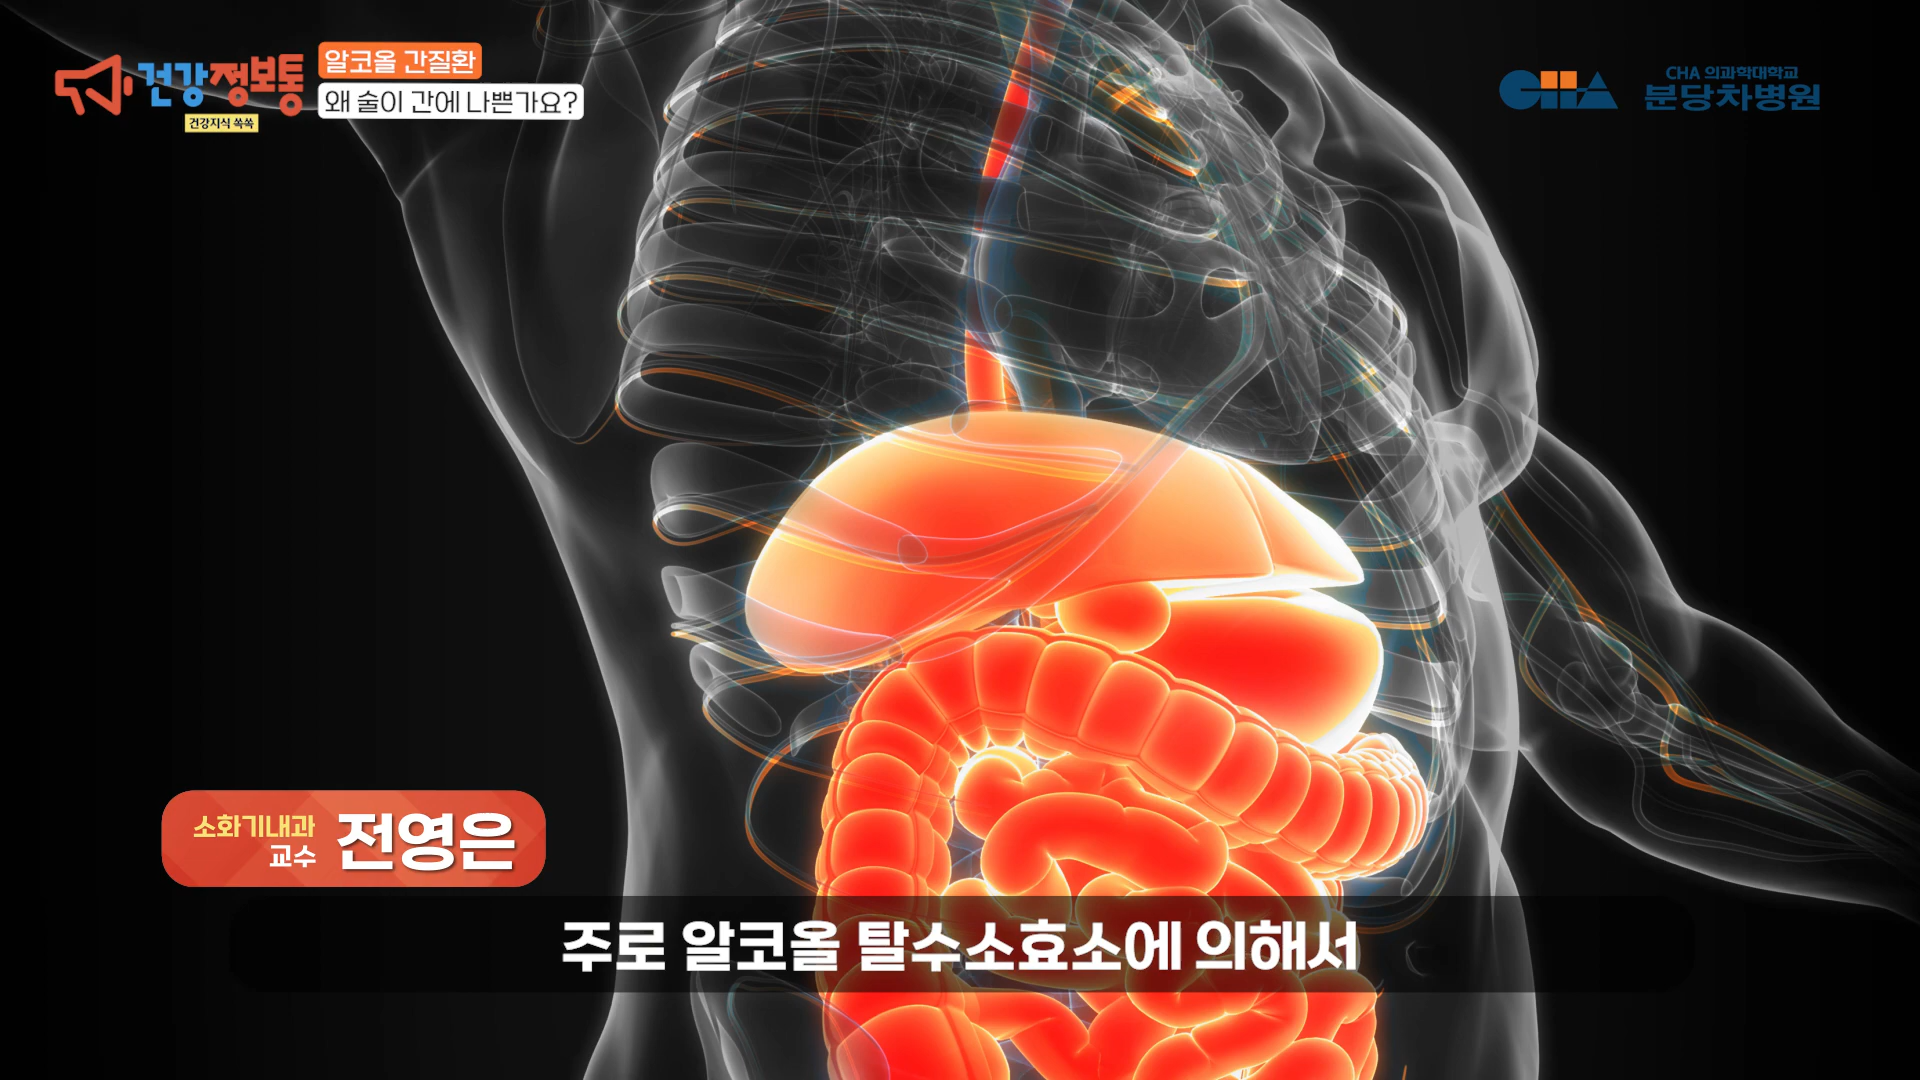 건강정보통
건강지식 쏙쏙
알코올 간질환
왜 술이 간에 나쁜가요?
CHA 의과학대학교
분당차병원
소화기내과
교수
전영은
주로 알코올 탈수소효소에 의해서